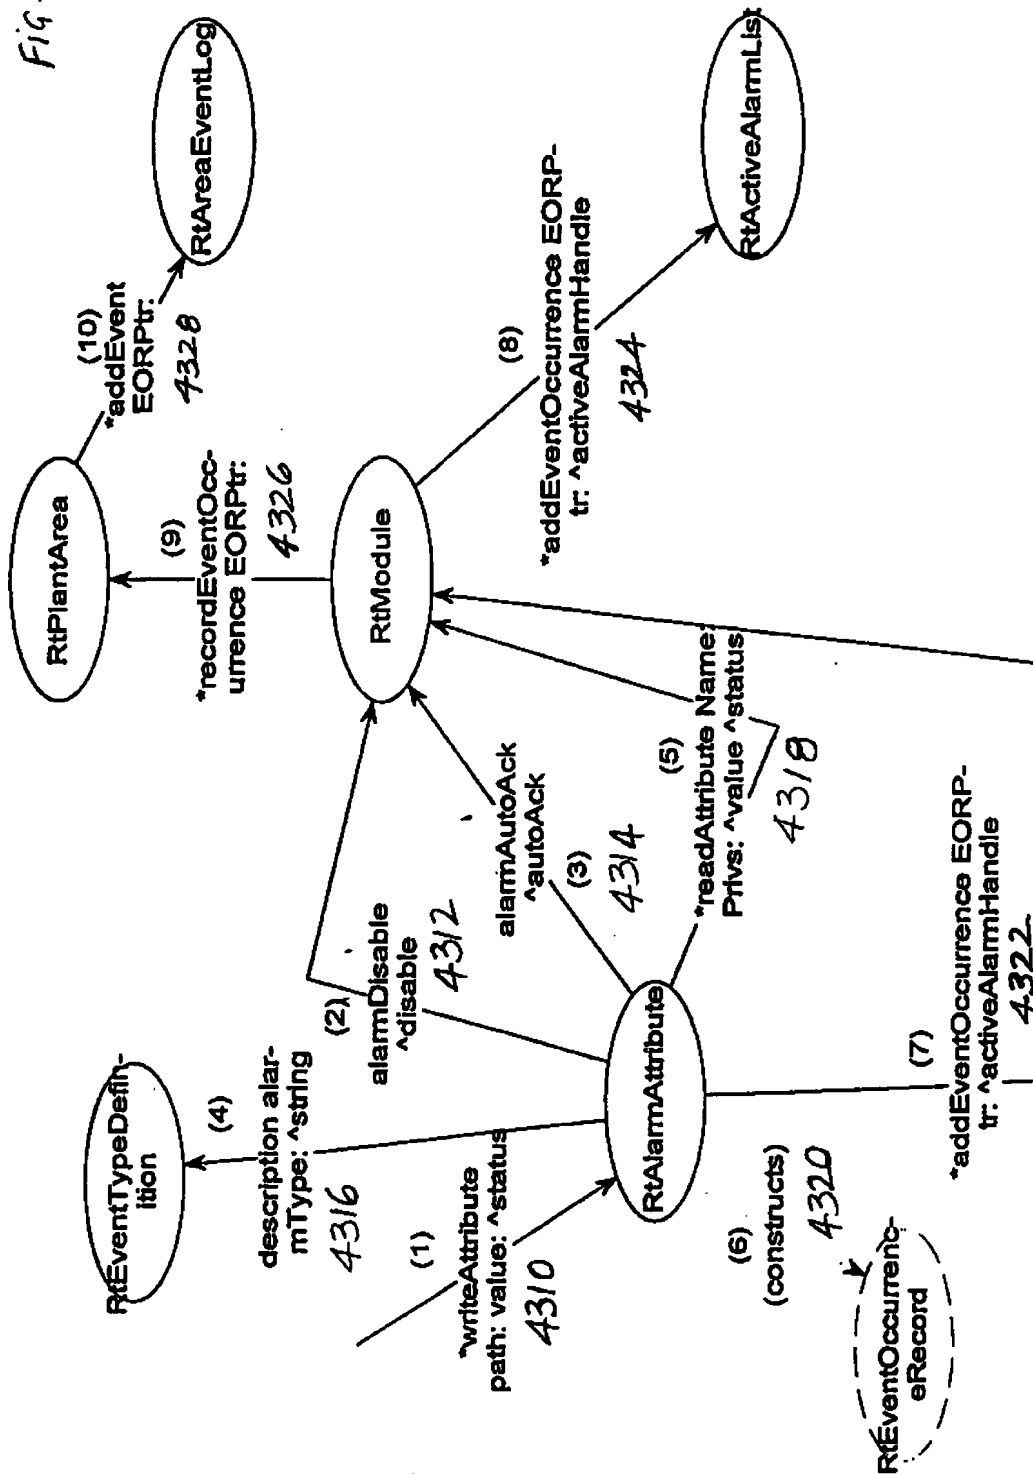 Fig.
RtPlantArea
(10)
*addEvent
EORPtr:
4328
RtAreaEventLog
(9)
*recordEventOcc-
urrence EORPtr:
4326
RtModule
(8)
*addEventOccurrence EORP-
tr: ^activeAlarmHandle
4324
RtActiveAlarmList
RtEventTypeDefin-
ition
(4)
description alar-
mType: ^string
4316
(2)
alarmDisable
^disable
4312
alarmAutoAck
^autoAck
(3)
4314
(5)
*readAttribute Name:
Privs: ^value ^status
4318
(1)
*writeAttribute
path: value: ^status
4310
RtAlarmAttribute
(6)
(constructs)
4320
RtEventOccurrenc-
eRecord
(7)
*addEventOccurrence EORP-
tr: ^activeAlarmHandle
4322